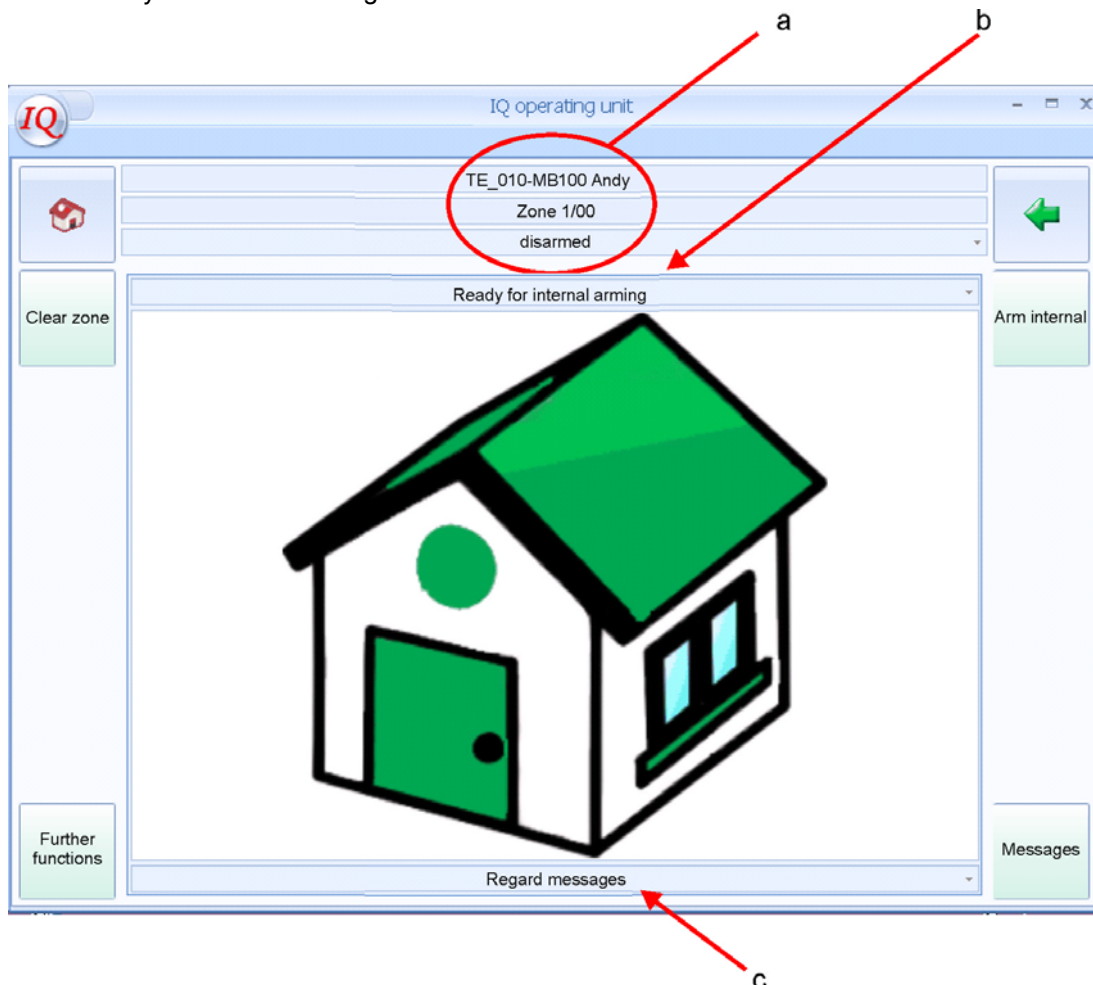 a
b
IQ operating unit
IQ
TE_010-MB100 Andy
Zone 1/00
disarmed
Clear zone
Ready for internal arming
Arm internal
Further
functions
Messages
Regard messages
c